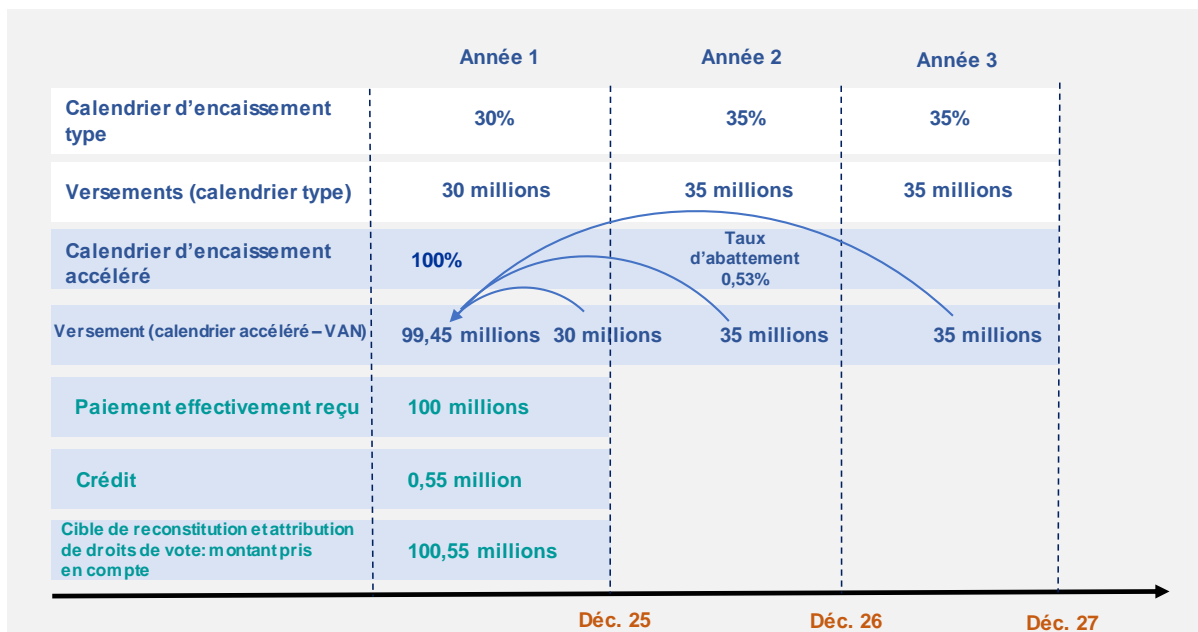 Année 1 Année 2 Année 3
Calendrier d'encaissement
type
30% 35% 35%
Versements (calendrier type) 30 millions 35 millions 35 millions
Calendrier d'encaissement
accéléré
100%
Taux
d'abattement
0,53%
Versement (calendrier accéléré – VAN) 99,45 millions 30 millions 35 millions 35 millions
Paiement effectivement reçu 100 millions
Crédit 0,55 million
Cible de reconstitution et attribution
de droits de vote: montant pris
en compte
100,55 millions
Déc. 25 Déc. 26 Déc. 27